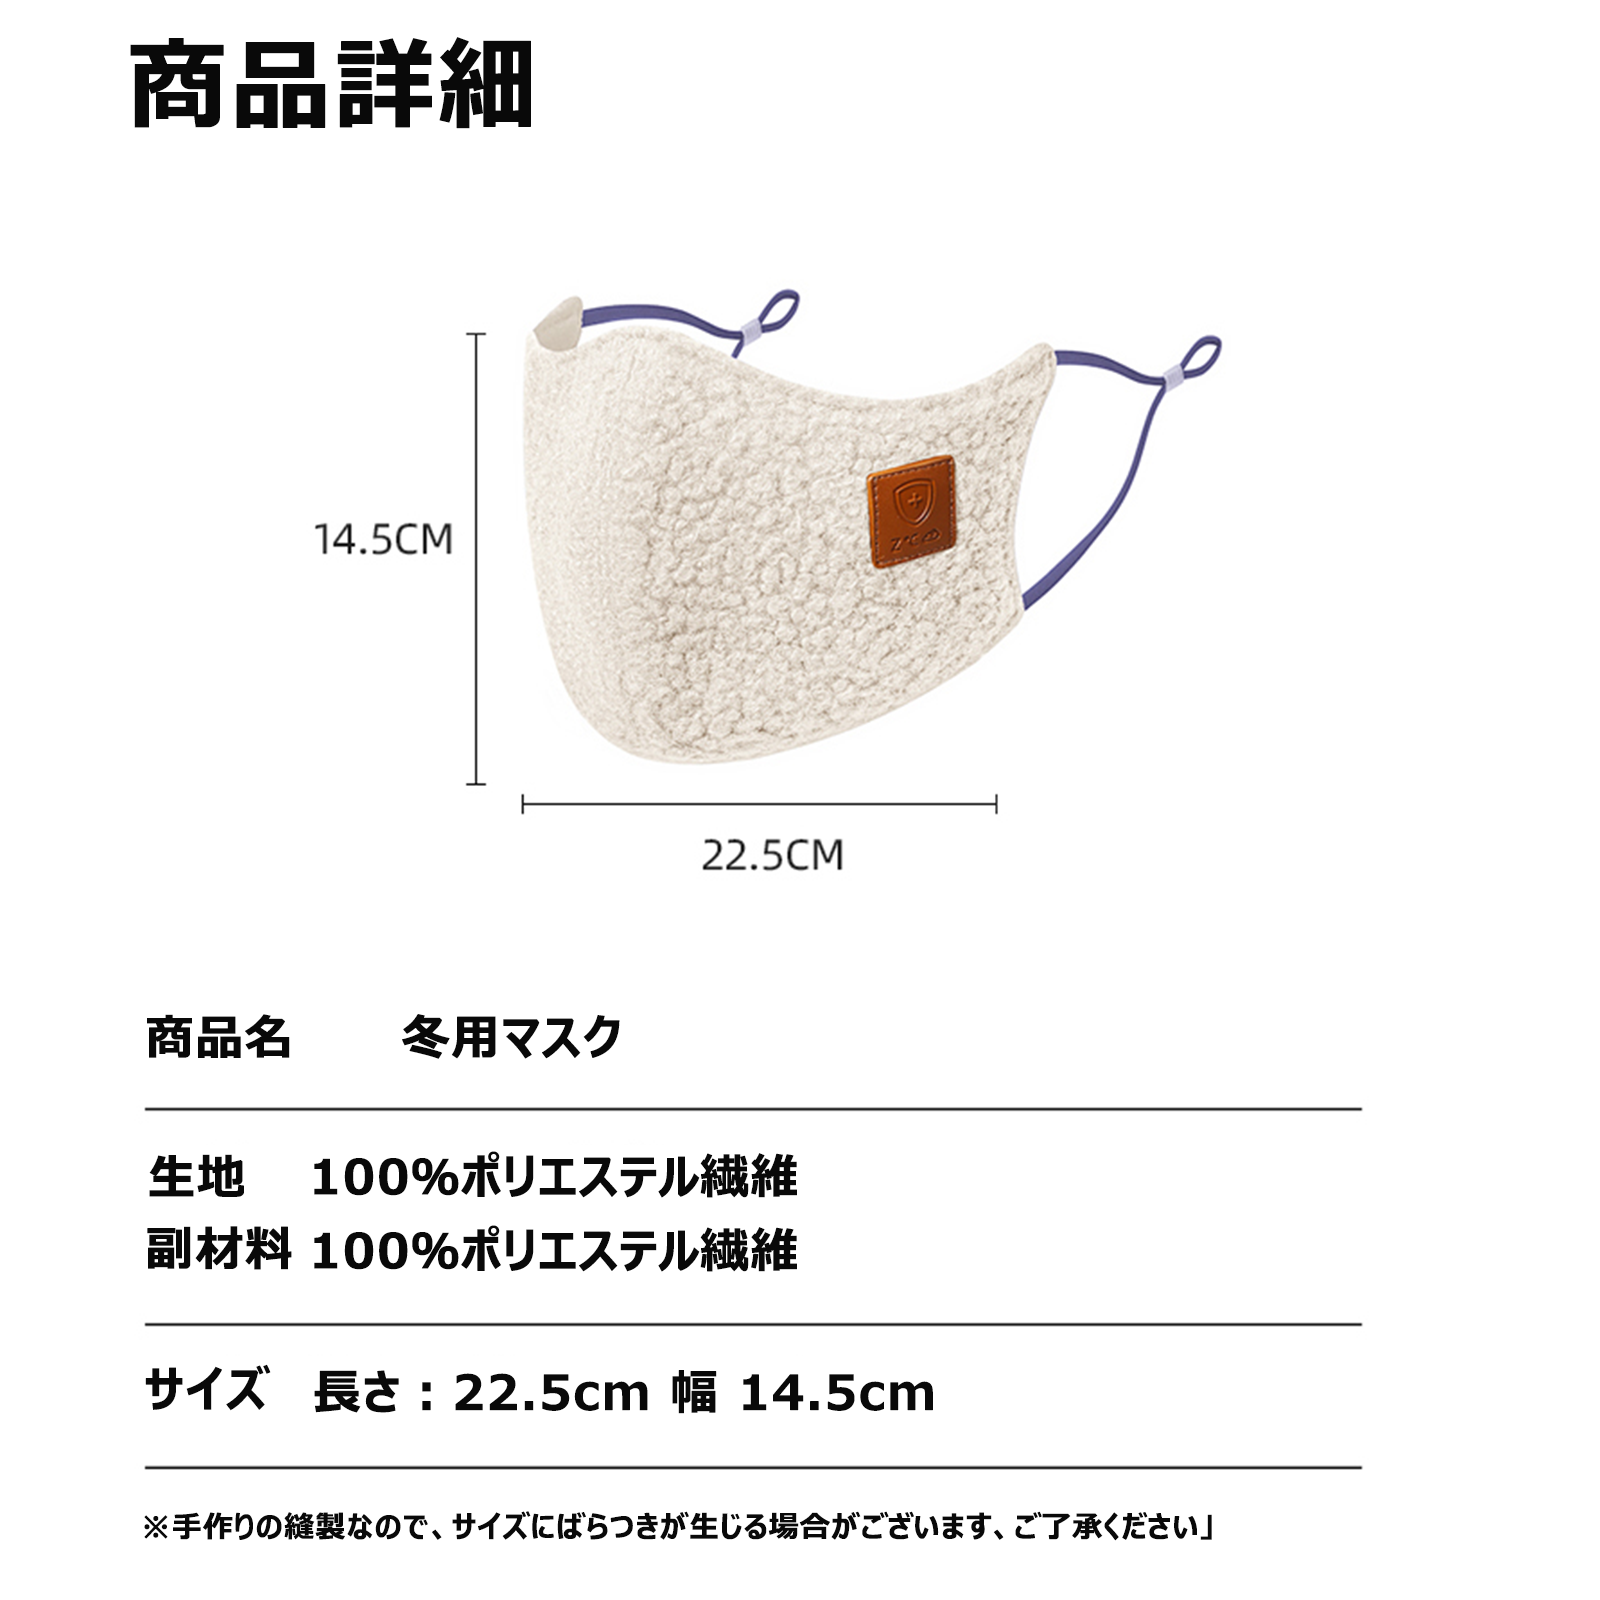 商品詳細
14.5CM
22.5CM
商品名 冬用マスク
生地 100%ポリエステル繊維
副材料 100%ポリエステル繊維
サイズ 長さ : 22.5cm 幅 14.5cm
※手作りの縫製なので、サイズにばらつきが生じる場合がございます、ご了承ください」